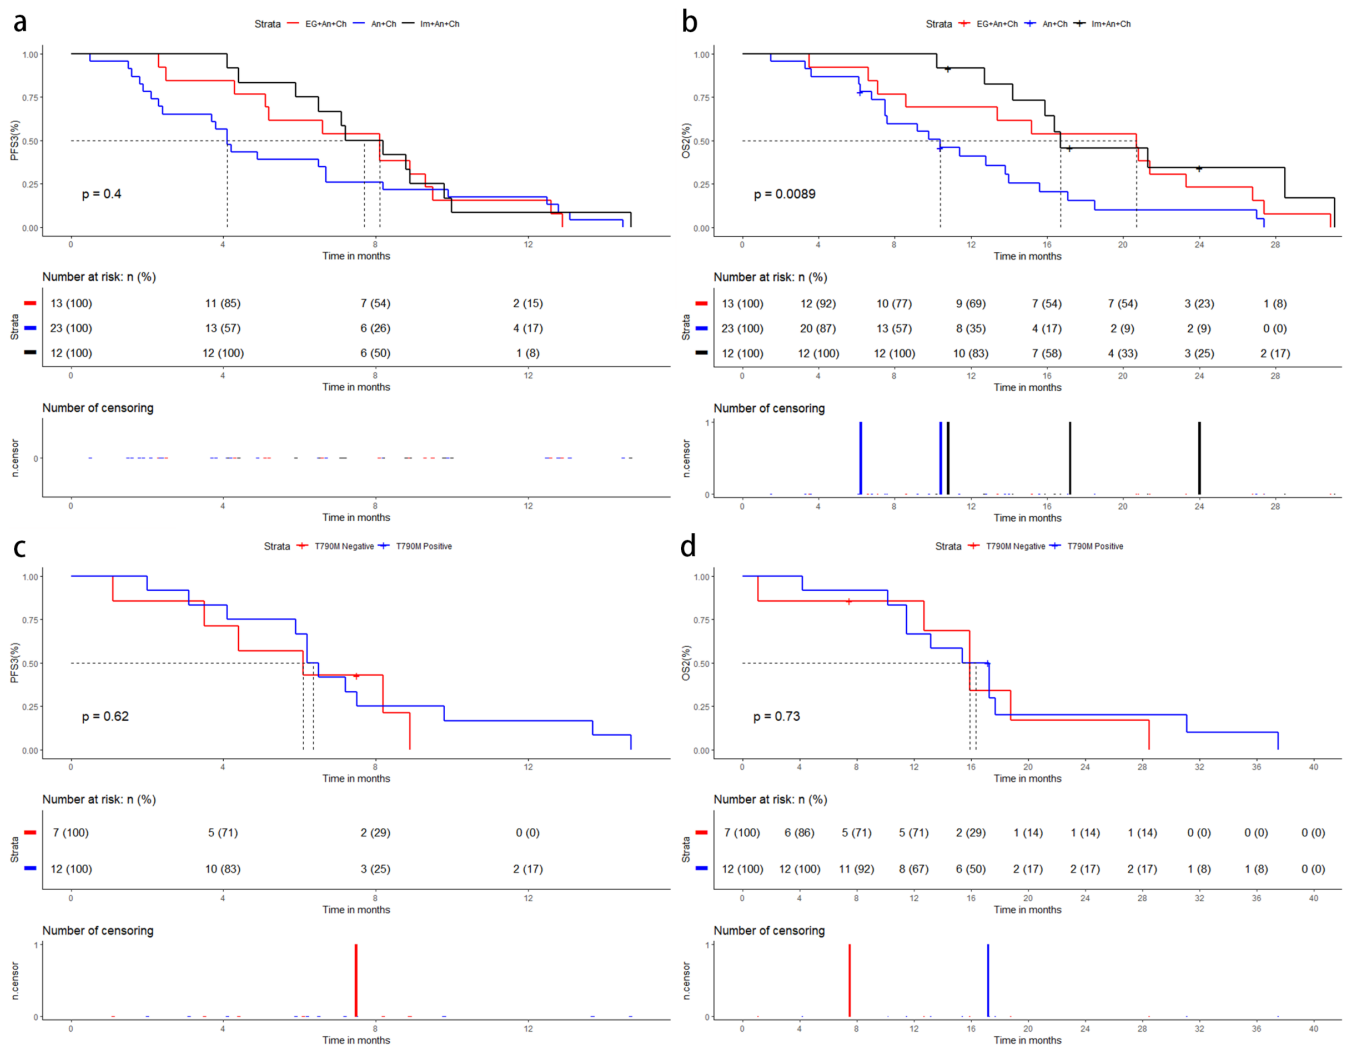 a
Strata EG+An+Ch An+Ch Im+An+Ch
PFS3(%)
1.00
0.75
0.50
0.25
0.00
p = 0.4
0 4 8 12
Time in months
Number at risk: n (%)
Strata
13 (100) 11 (85) 7 (54) 2 (15)
23 (100) 13 (57) 6 (26) 4 (17)
12 (100) 12 (100) 6 (50) 1 (8)
0 4 8 12
Time in months
Number of censoring
n.censor
0
0 4 8 12
Time in months
b
Strata EG+An+Ch An+Ch Im+An+Ch
OS2(%)
1.00
0.75
0.50
0.25
0.00
p = 0.0089
0 4 8 12 16 20 24 28
Time in months
Number at risk: n (%)
Strata
13 (100) 12 (92) 10 (77) 9 (69) 7 (54) 7 (54) 3 (23) 1 (8)
23 (100) 20 (87) 13 (57) 8 (35) 4 (17) 2 (9) 2 (9) 0 (0)
12 (100) 12 (100) 12 (100) 10 (83) 7 (58) 4 (33) 3 (25) 2 (17)
0 4 8 12 16 20 24 28
Time in months
Number of censoring
n.censor
1
0
0 4 8 12 16 20 24 28
Time in months
c
Strata T790M Negative T790M Positive
PFS3(%)
1.00
0.75
0.50
0.25
0.00
p = 0.62
0 4 8 12
Time in months
Number at risk: n (%)
Strata
7 (100) 5 (71) 2 (29) 0 (0)
12 (100) 10 (83) 3 (25) 2 (17)
0 4 8 12
Time in months
Number of censoring
n.censor
1
0
0 4 8 12
Time in months
d
Strata T790M Negative T790M Positive
OS2(%)
1.00
0.75
0.50
0.25
0.00
p = 0.73
0 4 8 12 16 20 24 28 32 36 40
Time in months
Number at risk: n (%)
Strata
7 (100) 6 (86) 5 (71) 5 (71) 2 (29) 1 (14) 1 (14) 1 (14) 0 (0) 0 (0) 0 (0)
12 (100) 12 (100) 11 (92) 8 (67) 6 (50) 2 (17) 2 (17) 2 (17) 1 (8) 1 (8) 0 (0)
0 4 8 12 16 20 24 28 32 36 40
Time in months
Number of censoring
n.censor
1
0
0 4 8 12 16 20 24 28 32 36 40
Time in months